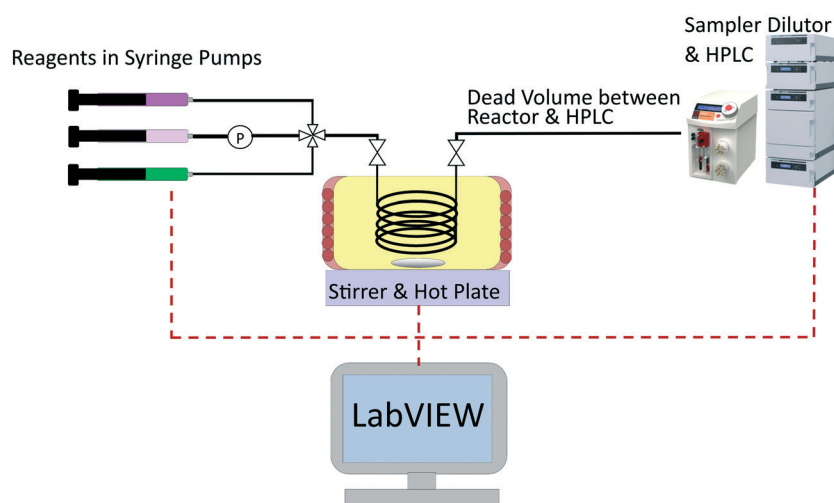 Sampler Dilutor
& HPLC
Reagents in Syringe Pumps
Dead Volume between
Reactor & HPLC
P
Stirrer & Hot Plate
LabVIEW